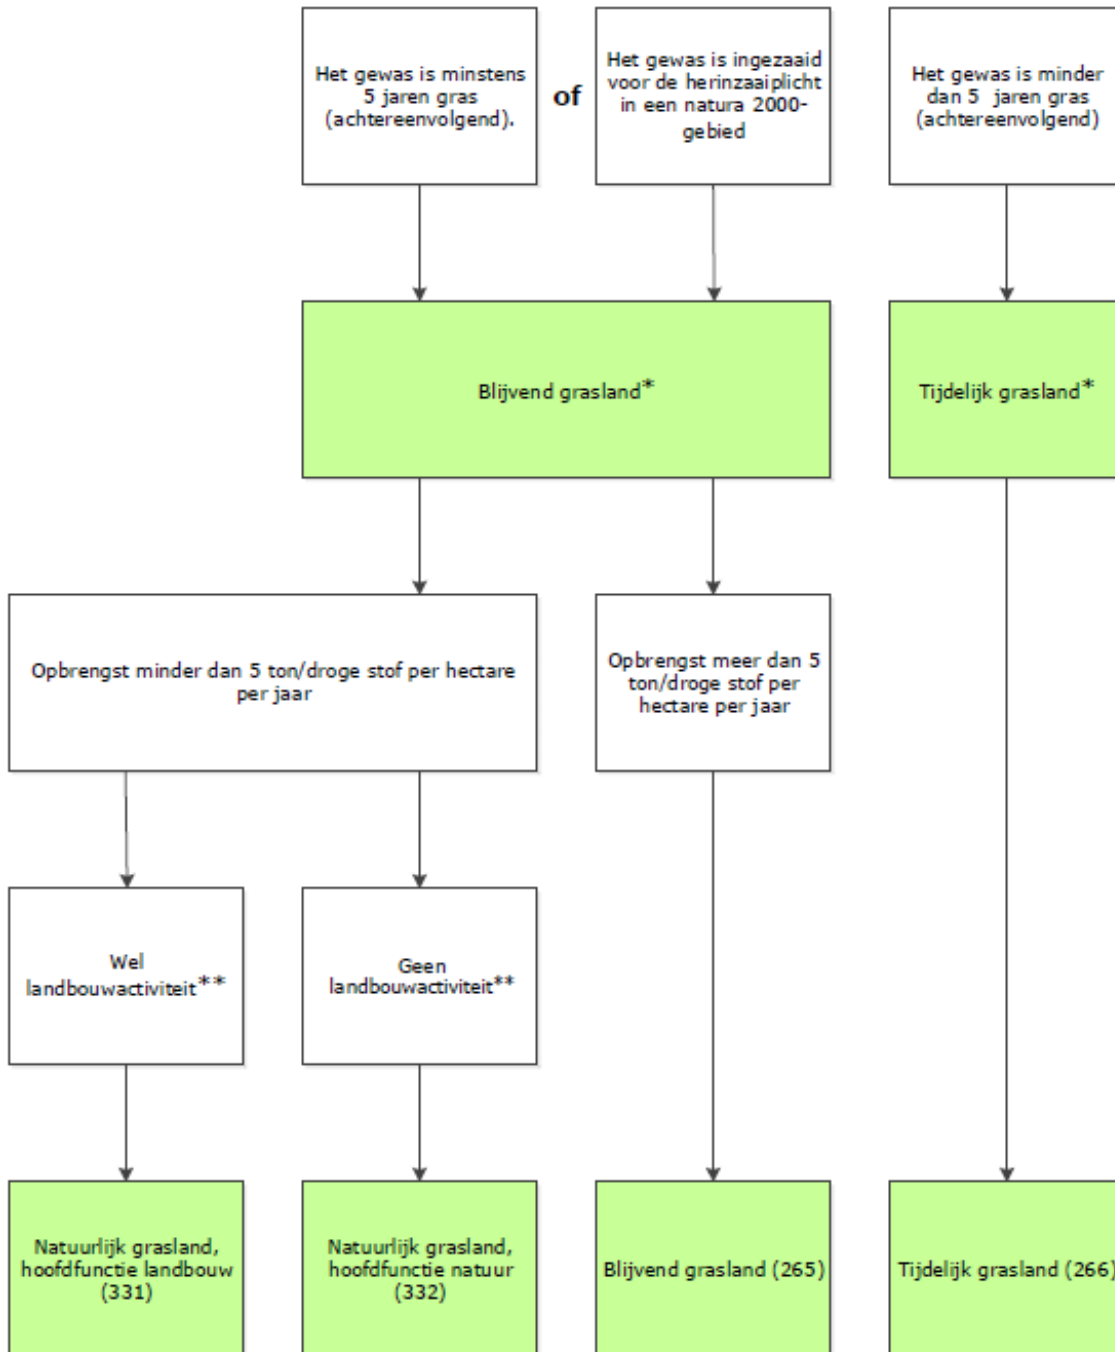 Het gewas is minstens
5 jaren gras
(achtereenvolgend).
of
Het gewas is ingezaaid
voor de herinzaaiplicht
in een natura 2000-
gebied
Het gewas is minder
dan 5 jaren gras
(achtereenvolgend)
Blijvend grasland*
Tijdelijk grasland*
Opbrengst minder dan 5 ton/droge stof per hectare
per jaar
Opbrengst meer dan 5
ton/droge stof per
hectare per jaar
Wel
landbouwactiviteit**
Geen
landbouwactiviteit**
Natuurlijk grasland,
hoofdfunctie landbouw
(331)
Natuurlijk grasland,
hoofdfunctie natuur
(332)
Blijvend grasland (265)
Tijdelijk grasland (266)